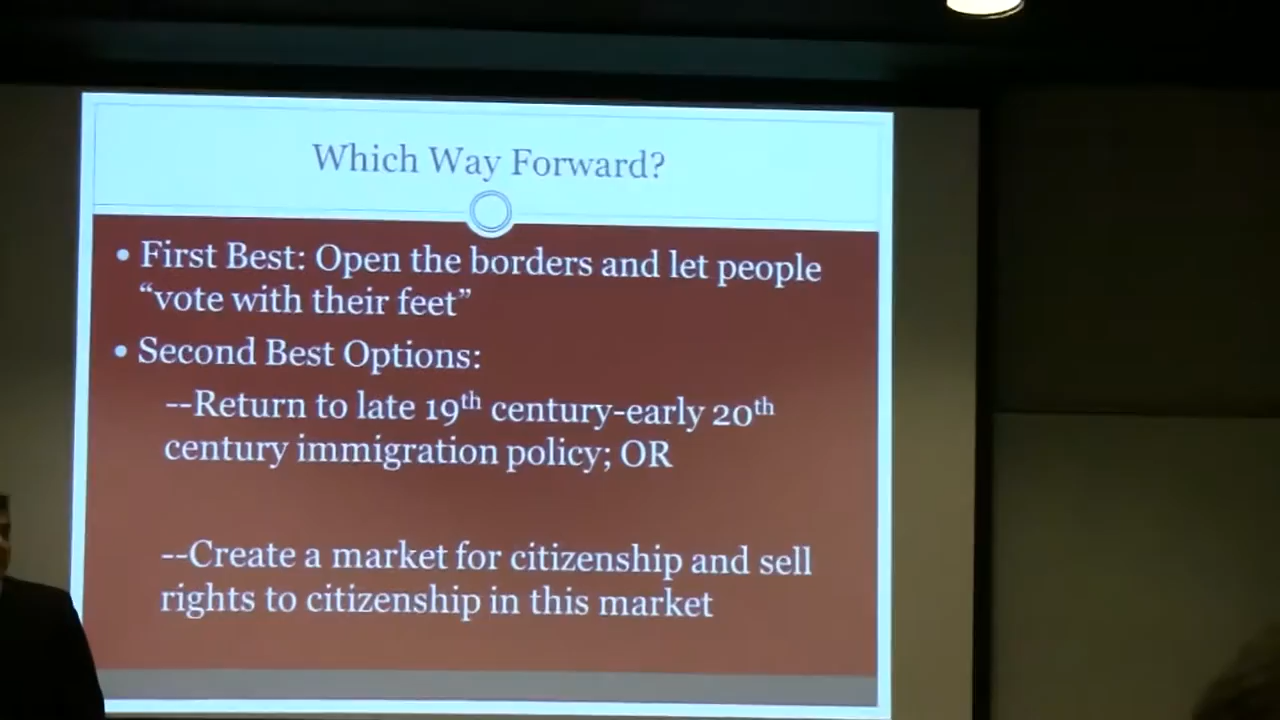 Which Way Forward?
• First Best: Open the borders and let people
“vote with their feet”
• Second Best Options:
--Return to late 19th century-early 20th
century immigration policy; OR
--Create a market for citizenship and sell
rights to citizenship in this market